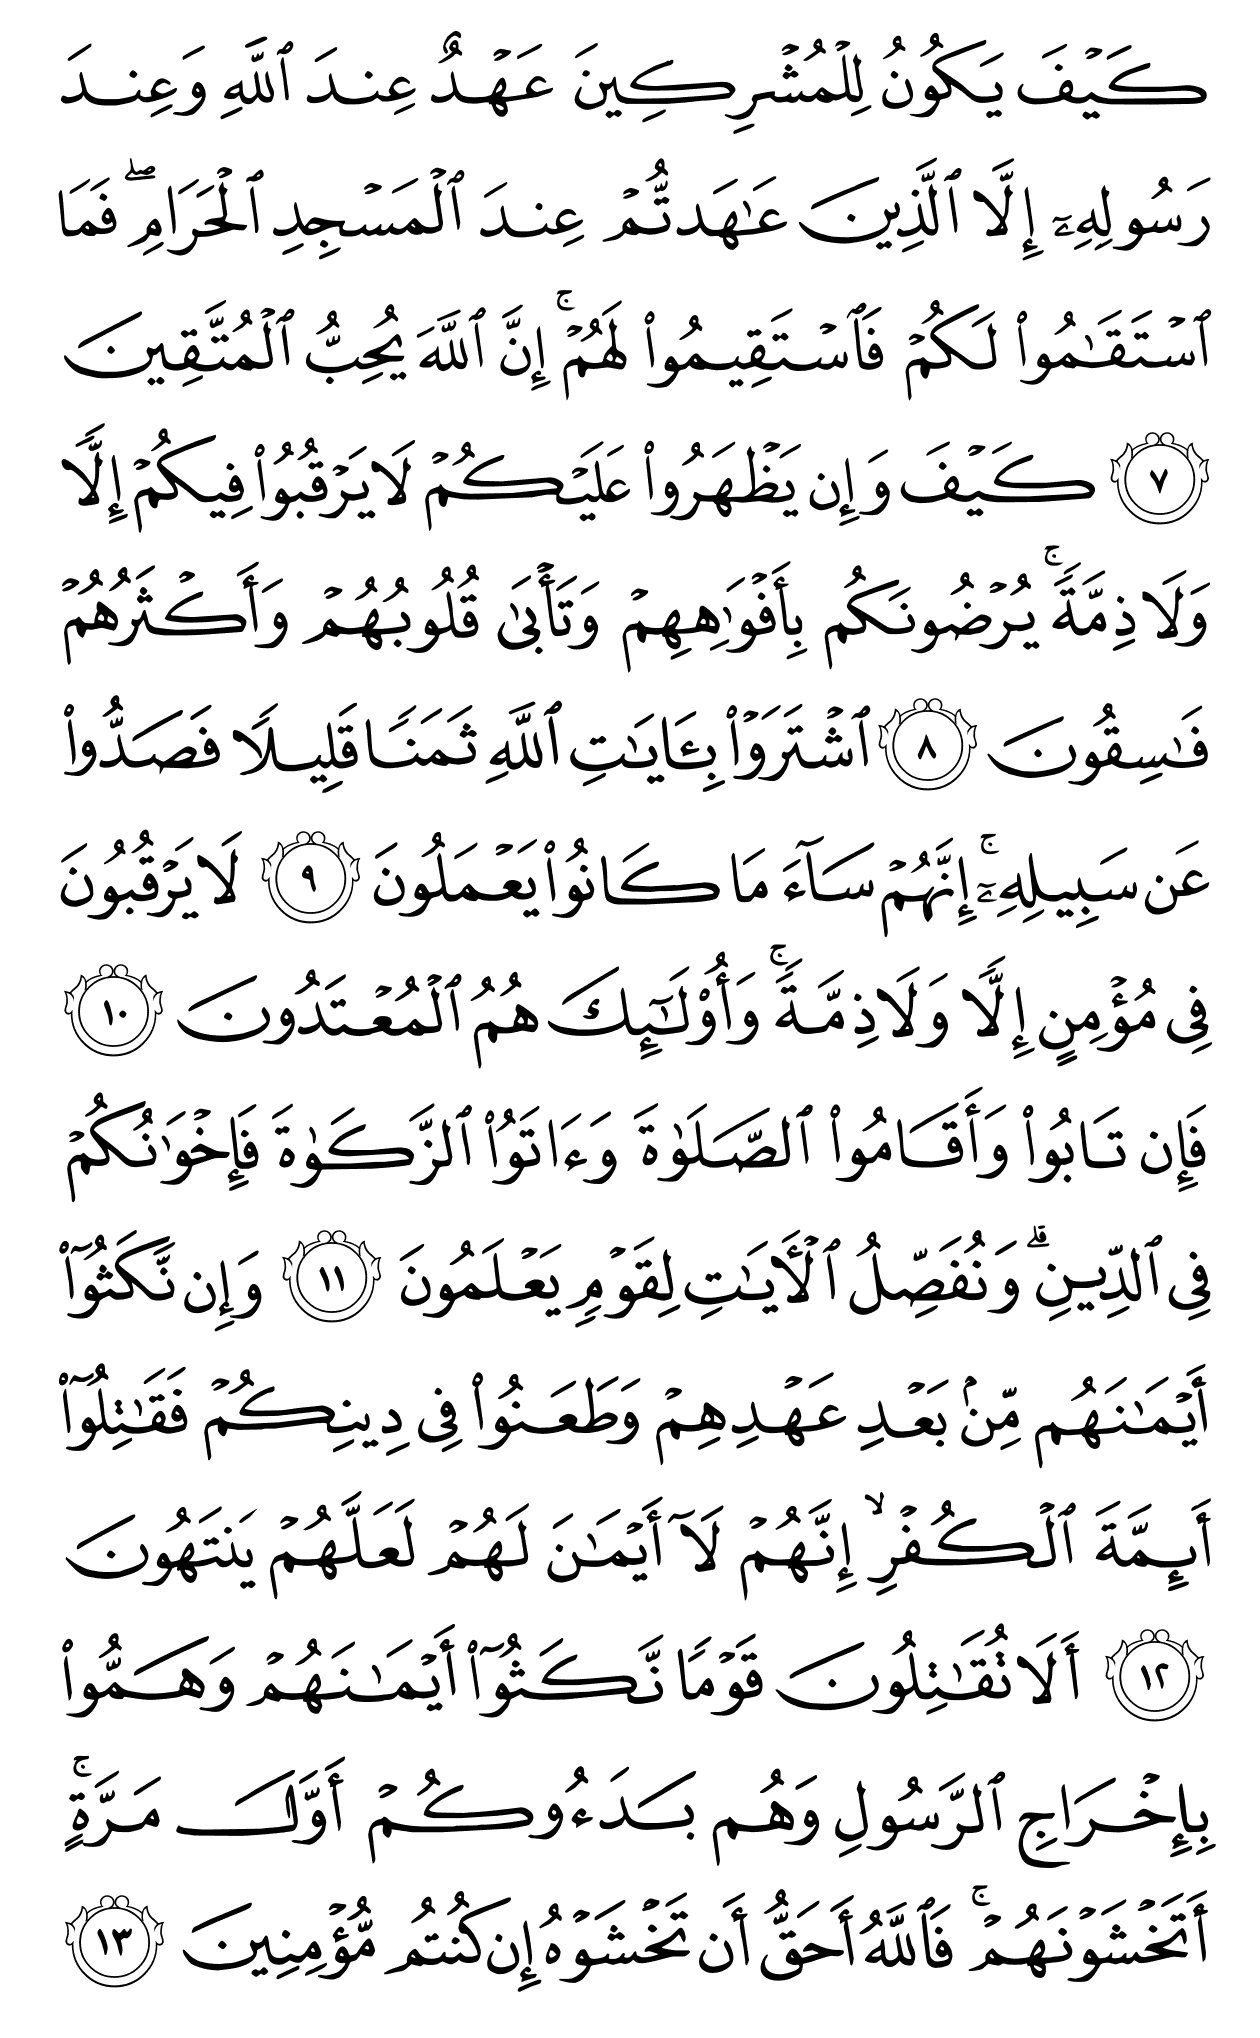 كَيۡفَ يَكُونُ لِلۡمُشۡرِكِينَ عَهۡدٌ عِندَ ٱللَّهِ وَعِندَ
رَسُولِهِۦٓ إِلَّا ٱلَّذِينَ عَٰهَدتُّمۡ عِندَ ٱلۡمَسۡجِدِ ٱلۡحَرَامِۖ فَمَا
ٱسۡتَقَٰمُواْ لَكُمۡ فَٱسۡتَقِيمُواْ لَهُمۡۚ إِنَّ ٱللَّهَ يُحِبُّ ٱلۡمُتَّقِينَ
٧ كَيۡفَ وَإِن يَظۡهَرُواْ عَلَيۡكُمۡ لَا يَرۡقُبُواْ فِيكُمۡ إِلّٗا
وَلَا ذِمَّةٗۚ يُرۡضُونَكُم بِأَفۡوَٰهِهِمۡ وَتَأۡبَىٰ قُلُوبُهُمۡ وَأَكۡثَرُهُمۡ
فَٰسِقُونَ ٨ ٱشۡتَرَوۡاْ بِـَٔايَٰتِ ٱللَّهِ ثَمَنٗا قَلِيلٗا فَصَدُّواْ
عَن سَبِيلِهِۦٓۚ إِنَّهُمۡ سَآءَ مَا كَانُواْ يَعۡمَلُونَ ٩ لَا يَرۡقُبُونَ
فِي مُؤۡمِنٍ إِلّٗا وَلَا ذِمَّةٗۚ وَأُوْلَٰٓئِكَ هُمُ ٱلۡمُعۡتَدُونَ ١٠
فَإِن تَابُواْ وَأَقَامُواْ ٱلصَّلَوٰةَ وَءَاتَوُاْ ٱلزَّكَوٰةَ فَإِخۡوَٰنُكُمۡ
فِي ٱلدِّينِۗ وَنُفَصِّلُ ٱلۡأٓيَٰتِ لِقَوۡمٖ يَعۡلَمُونَ ١١ وَإِن نَّكَثُوٓاْ
أَيۡمَٰنَهُم مِّنۢ بَعۡدِ عَهۡدِهِمۡ وَطَعَنُواْ فِي دِينِكُمۡ فَقَٰتِلُوٓاْ
أَئِمَّةَ ٱلۡكُفۡرِۙ إِنَّهُمۡ لَآ أَيۡمَٰنَ لَهُمۡ لَعَلَّهُمۡ يَنتَهُونَ
١٢ أَلَا تُقَٰتِلُونَ قَوۡمٗا نَّكَثُوٓاْ أَيۡمَٰنَهُمۡ وَهَمُّواْ
بِإِخۡرَاجِ ٱلرَّسُولِ وَهُم بَدَءُوكُمۡ أَوَّلَ مَرَّةٍۚ
أَتَخۡشَوۡنَهُمۡۚ فَٱللَّهُ أَحَقُّ أَن تَخۡشَوۡهُ إِن كُنتُم مُّؤۡمِنِينَ ١٣